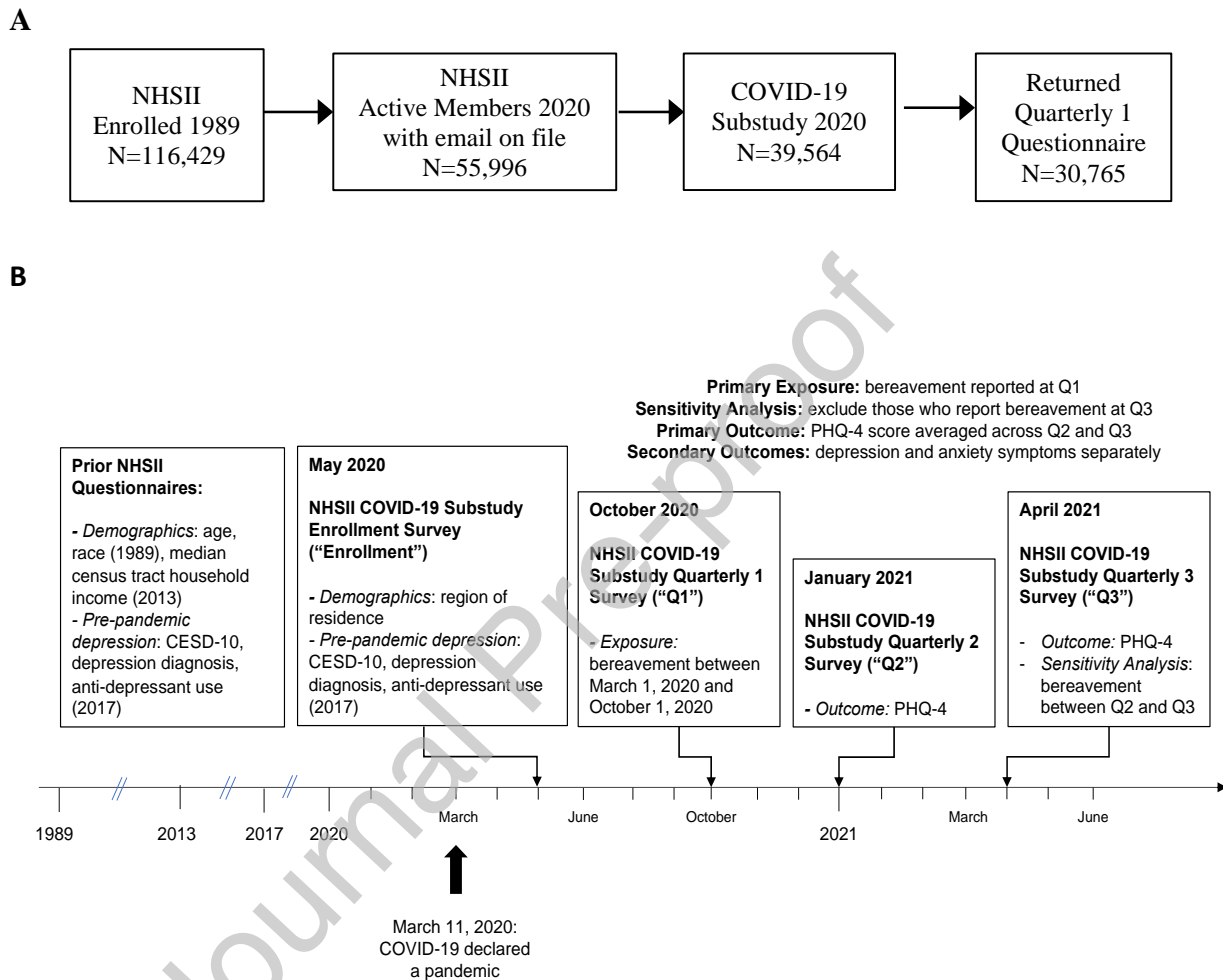 A
NHSII
Enrolled 1989
N=116,429
NHSII
Active Members 2020
with email on file
N=55,996
COVID-19
Substudy 2020
N=39,564
Returned
Quarterly 1
Questionnaire
N=30,765
B
Primary Exposure: bereavement reported at Q1
Sensitivity Analysis: exclude those who report bereavement at Q3
Primary Outcome: PHQ-4 score averaged across Q2 and Q3
Secondary Outcomes: depression and anxiety symptoms separately
Prior NHSII
Questionnaires:
- Demographics: age,
race (1989), median
census tract household
income (2013)
- Pre-pandemic
depression: CESD-10,
depression diagnosis,
anti-depressant use
(2017)
May 2020
NHSII COVID-19 Substudy
Enrollment Survey
(“Enrollment”)
- Demographics: region of
residence
- Pre-pandemic depression:
CESD-10, depression
diagnosis, anti-depressant use
(2017)
October 2020
NHSII COVID-19
Substudy Quarterly 1
Survey (“Q1”)
- Exposure:
bereavement between
March 1, 2020 and
October 1, 2020
January 2021
NHSII COVID-19
Substudy Quarterly 2
Survey (“Q2”)
- Outcome: PHQ-4
April 2021
NHSII COVID-19
Substudy Quarterly 3
Survey (“Q3”)
- Outcome: PHQ-4
- Sensitivity Analysis:
bereavement
between Q2 and Q3
1989
2013
2017
2020
March
June
October
2021
March
June
March 11, 2020:
COVID-19 declared
a pandemic
Journal Pre-proof